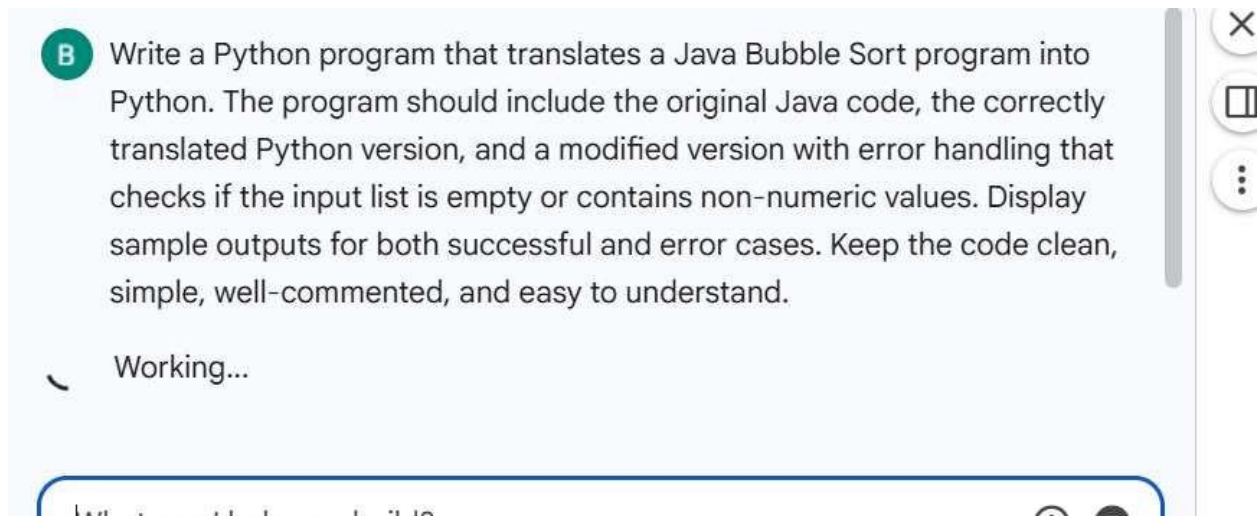 B Write a Python program that translates a Java Bubble Sort program into
Python. The program should include the original Java code, the correctly
translated Python version, and a modified version with error handling that
checks if the input list is empty or contains non-numeric values. Display
sample outputs for both successful and error cases. Keep the code clean,
simple, well-commented, and easy to understand.
Working...